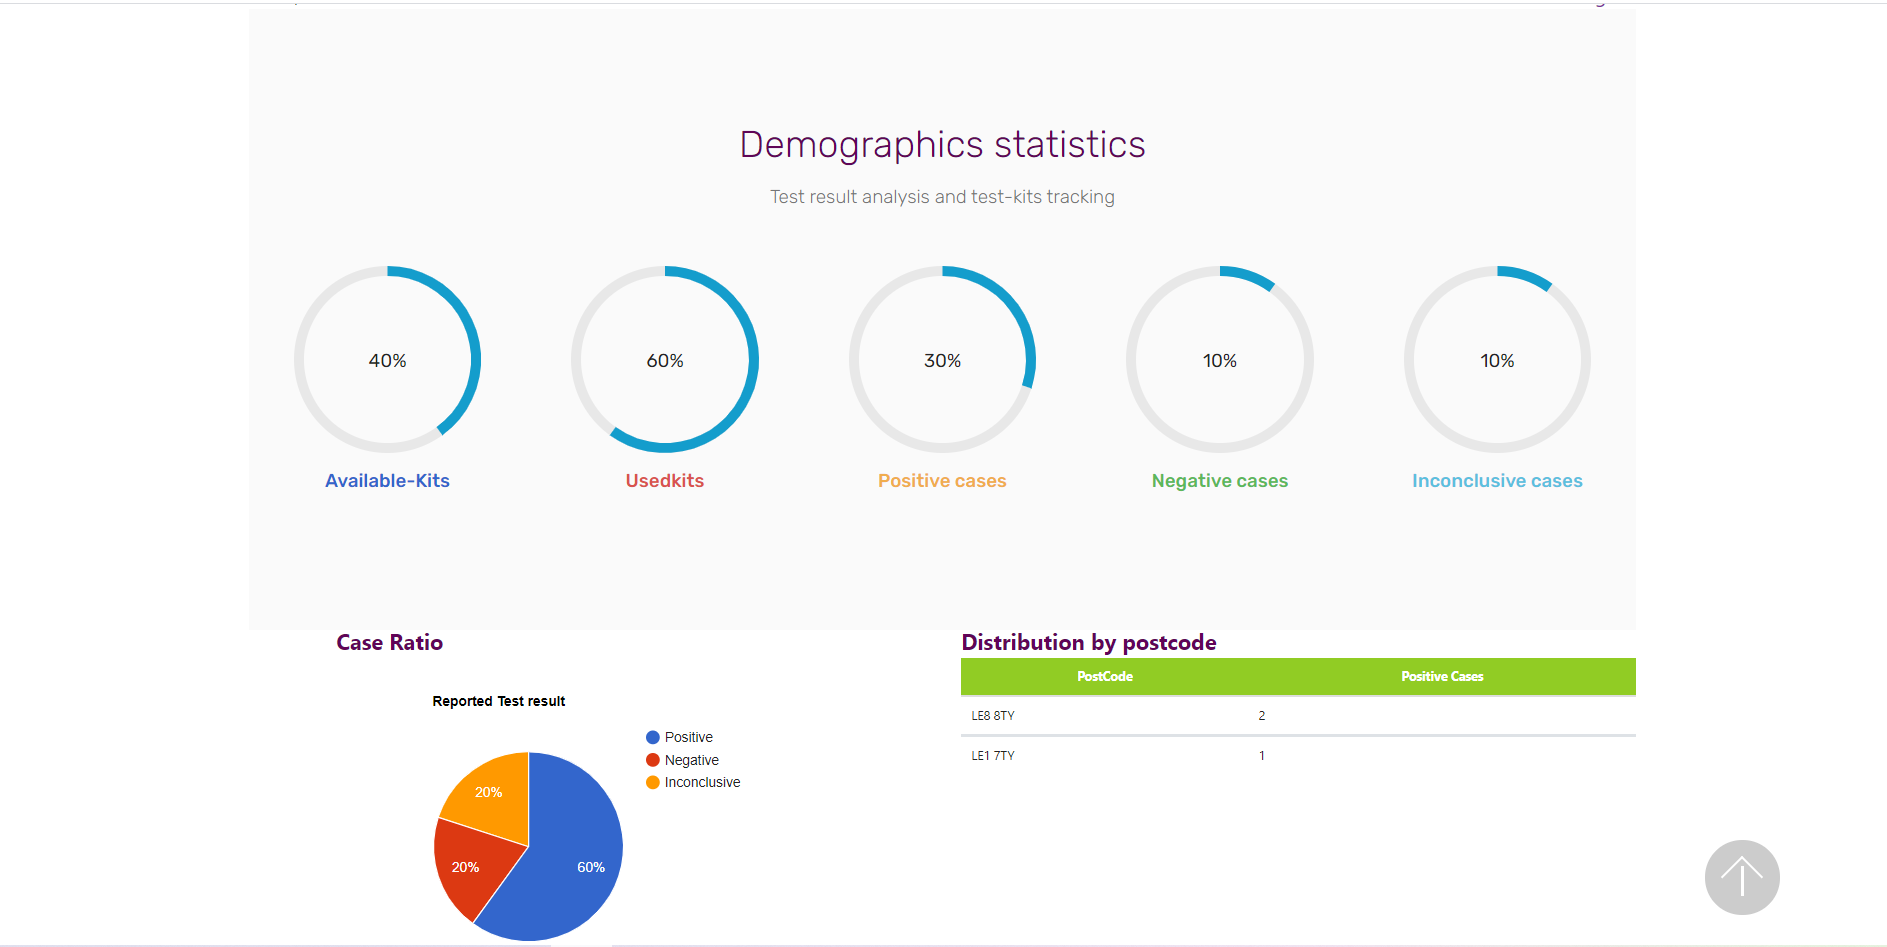 Demographics statistics
Test result analysis and test-kits tracking
40%
60%
30%
10%
10%
Available-Kits
Usedkits
Positive cases
Negative cases
Inconclusive cases
Case Ratio
Reported Test result
Positive
Negative
Inconclusive
20%
20%
60%
Distribution by postcode
PostCode Positive Cases
LE8 8TY 2
LE1 7TY 1